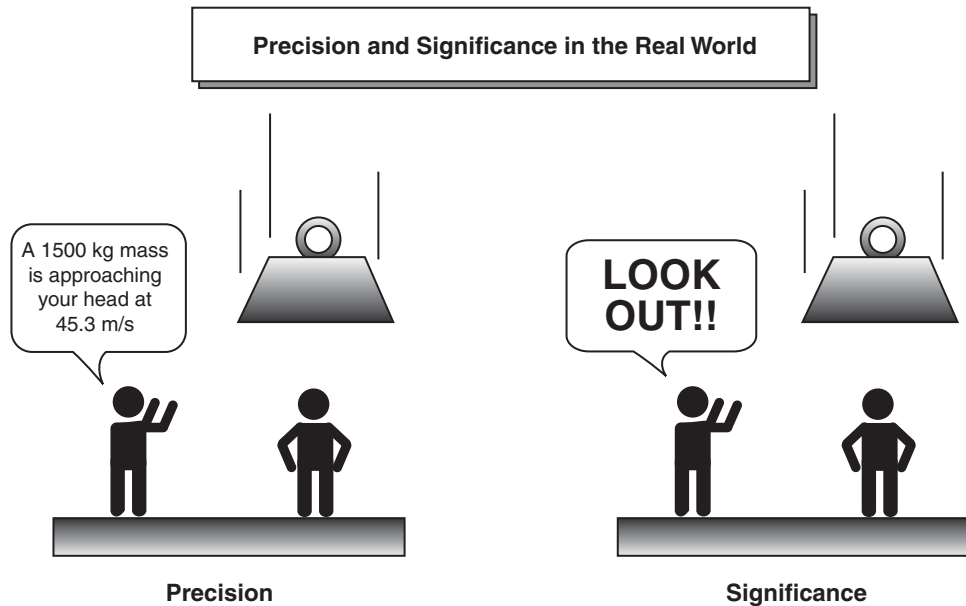 Precision and Significance in the Real World
A 1500 kg mass
is approaching
your head at
45.3 m/s
LOOK
OUT!!
Precision
Significance